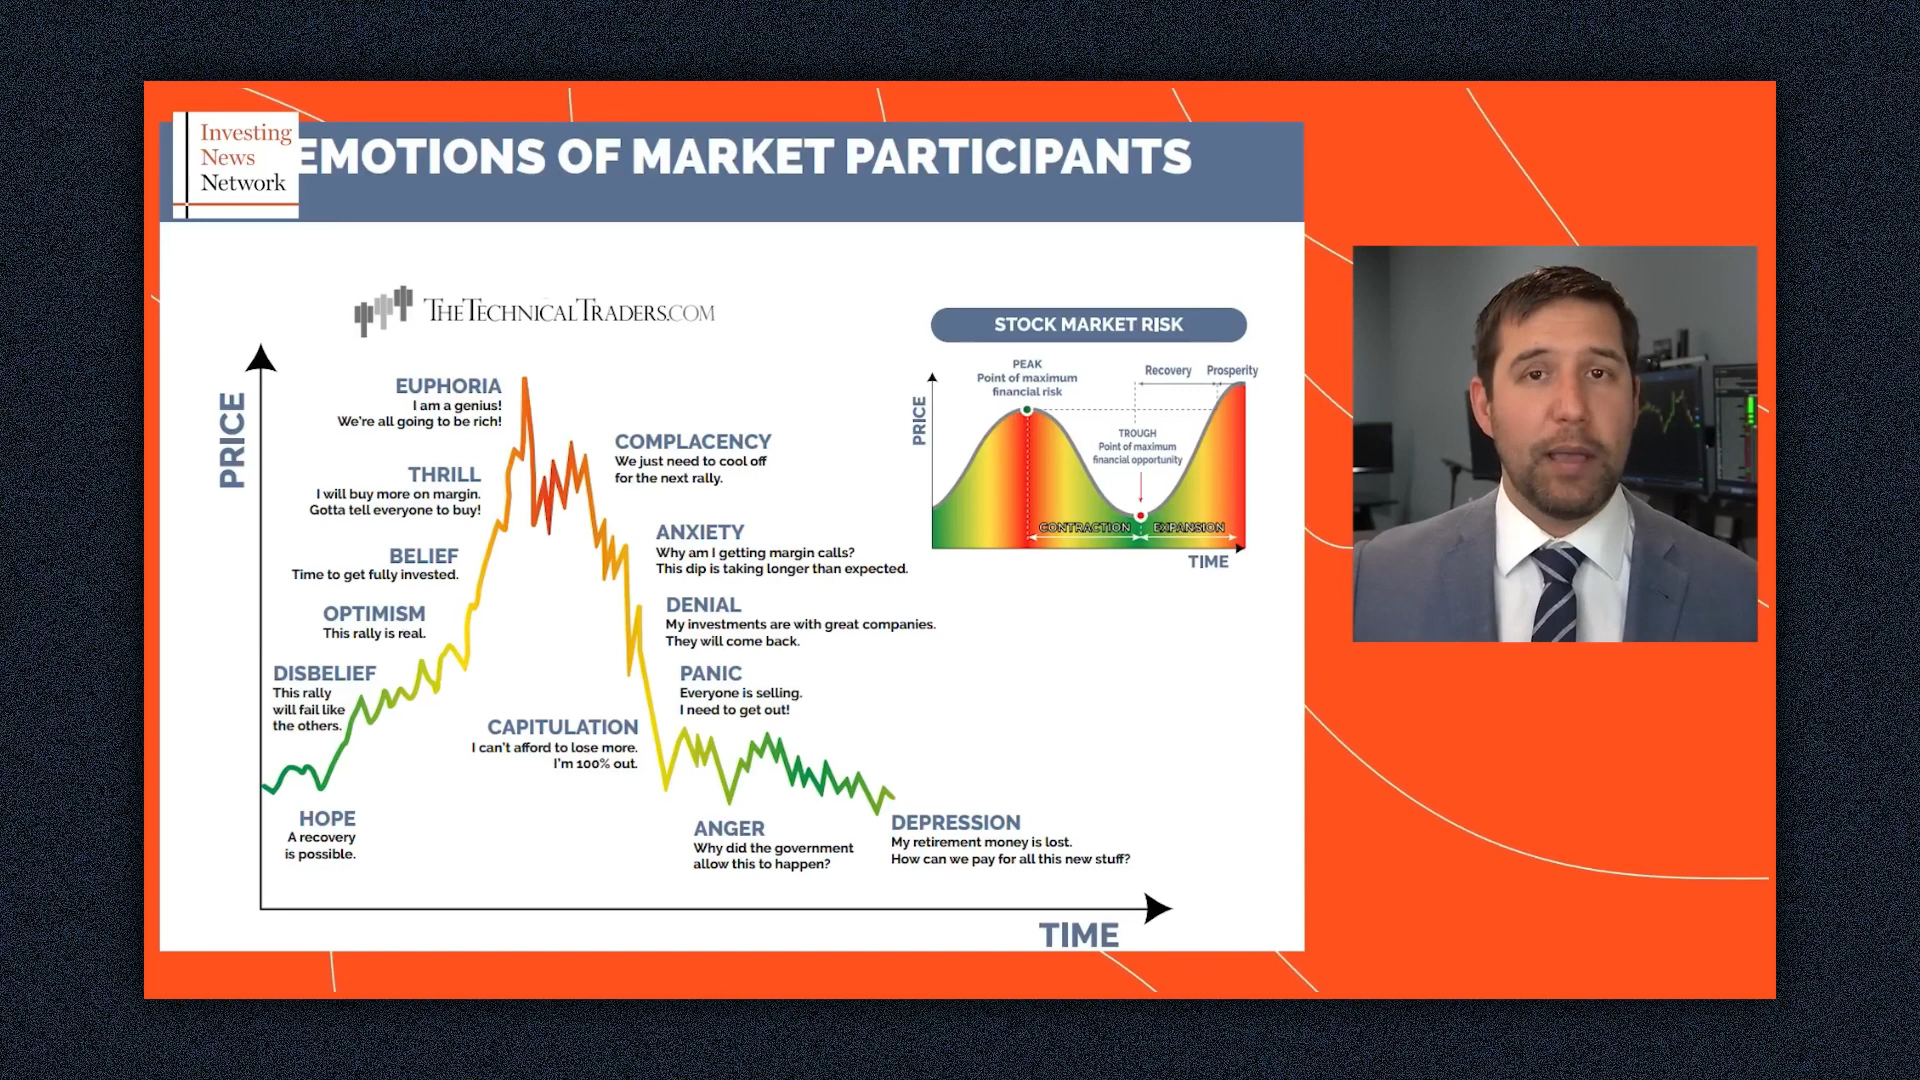 Investing
News
Network
EMOTIONS OF MARKET PARTICIPANTS
THETECHNICALTRADERS.COM
PRICE
EUPHORIA
I am a genius!
We're all going to be rich!
THRILL
I will buy more on margin.
Gotta tell everyone to buy!
BELIEF
Time to get fully invested.
OPTIMISM
This rally is real.
DISBELIEF
This rally
will fail like
the others.
HOPE
A recovery
is possible.
COMPLACENCY
We just need to cool off
for the next rally.
ANXIETY
Why am I getting margin calls?
This dip is taking longer than expected.
DENIAL
My investments are with great companies.
They will come back.
PANIC
Everyone is selling.
I need to get out!
CAPITULATION
I can't afford to lose more.
I'm 100% out.
ANGER
Why did the government
allow this to happen?
DEPRESSION
My retirement money is lost.
How can we pay for all this new stuff?
TIME
STOCK MARKET RISK
PRICE
PEAK
Point of maximum
financial risk
Recovery
Prosperity
TROUGH
Point of maximum
financial opportunity
CONTRACTION
EXPANSION
TIME